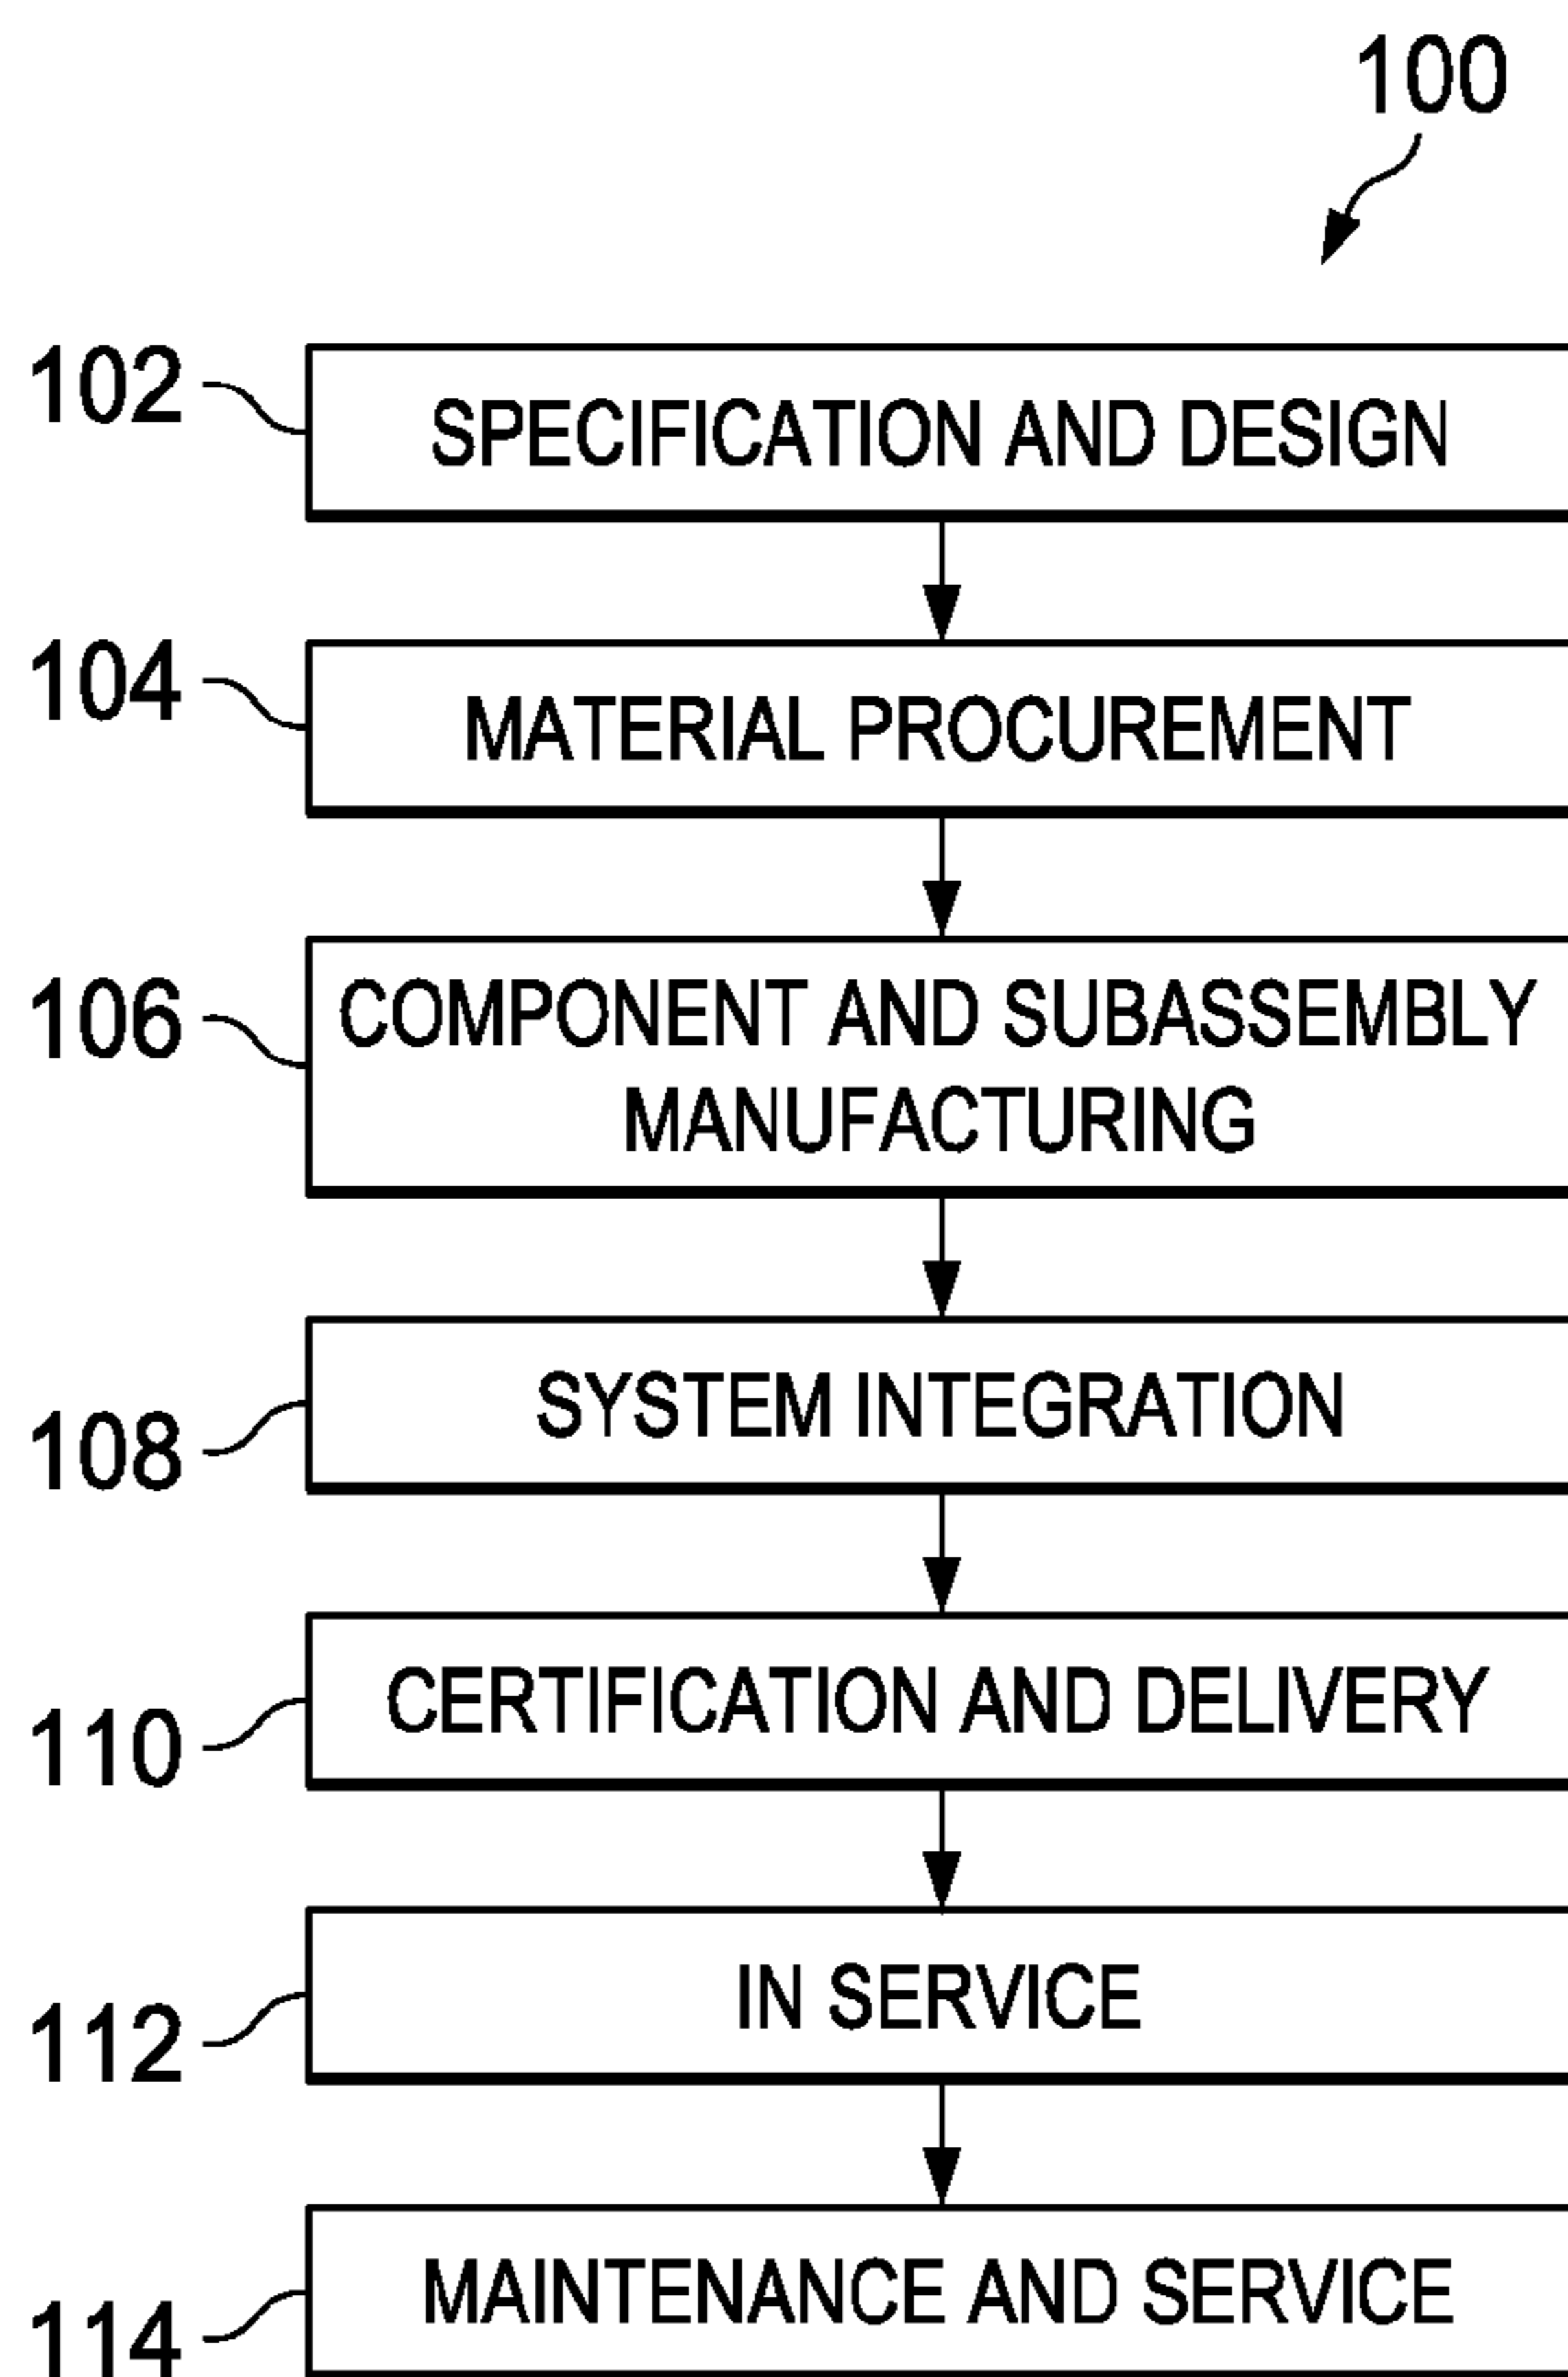 100
102
SPECIFICATION AND DESIGN
104
MATERIAL PROCUREMENT
106
COMPONENT AND SUBASSEMBLY
MANUFACTURING
108
SYSTEM INTEGRATION
110
CERTIFICATION AND DELIVERY
112
IN SERVICE
114
MAINTENANCE AND SERVICE